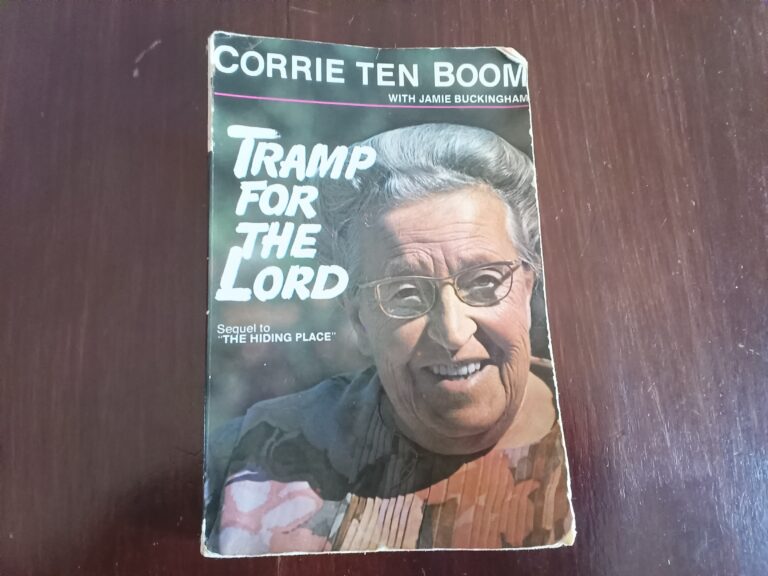 CORRIE TEN BOOM
WITH JAMIE BUCKINGHAM
TRAMP
FOR
THE
LORD
Sequel to
"THE HIDING PLACE"